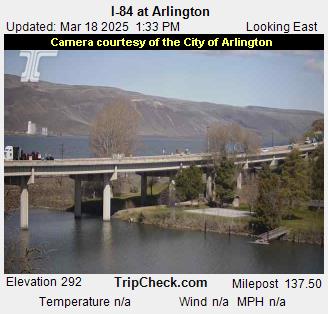 I-84 at Arlington
Updated: Mar 18 2025 1:33 PM Looking East
Camera courtesy of the City of Arlington
Elevation 292 TripCheck.com Milepost 137.50
Temperature n/a Wind n/a MPH n/a